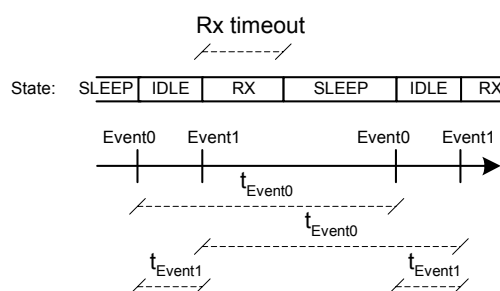 Rx timeout
State: SLEEP IDLE RX SLEEP IDLE RX
Event0 Event1 Event0 Event1
tEvent0
tEvent0
tEvent1 tEvent1